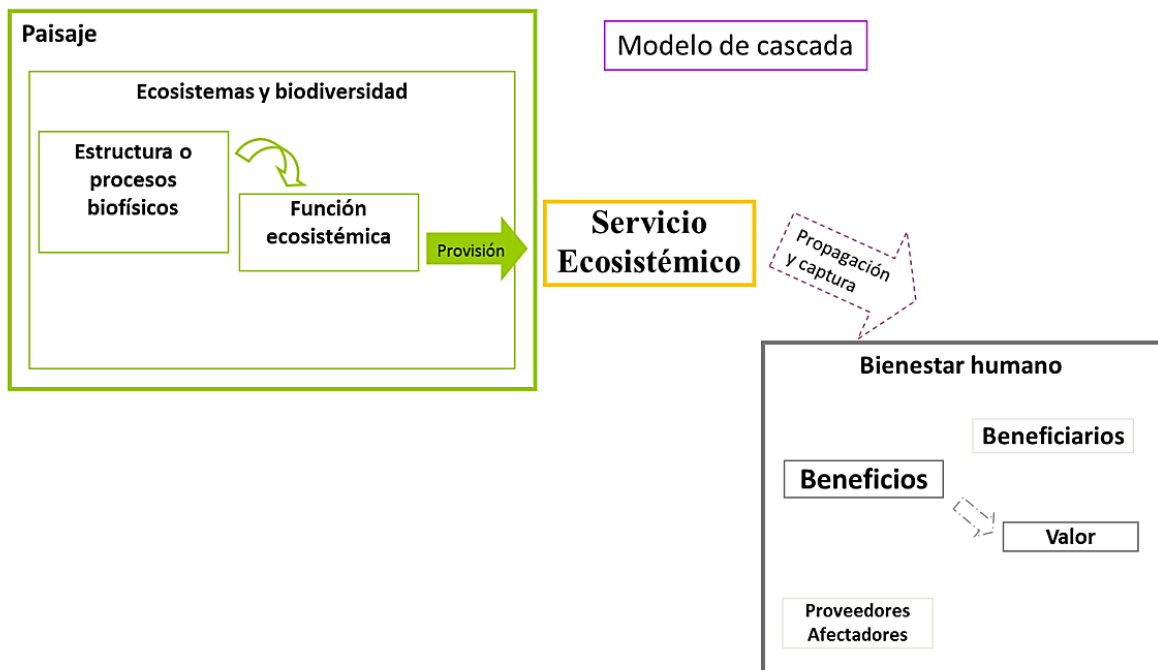 Paisaje
Modelo de cascada
Ecosistemas y biodiversidad
Estructura o
procesos
biofísicos
Función
ecosistémica
Provisión
Servicio
Ecosistémico
Propagación
y captura
Bienestar humano
Beneficiarios
Beneficios
Valor
Proveedores
Afectadores